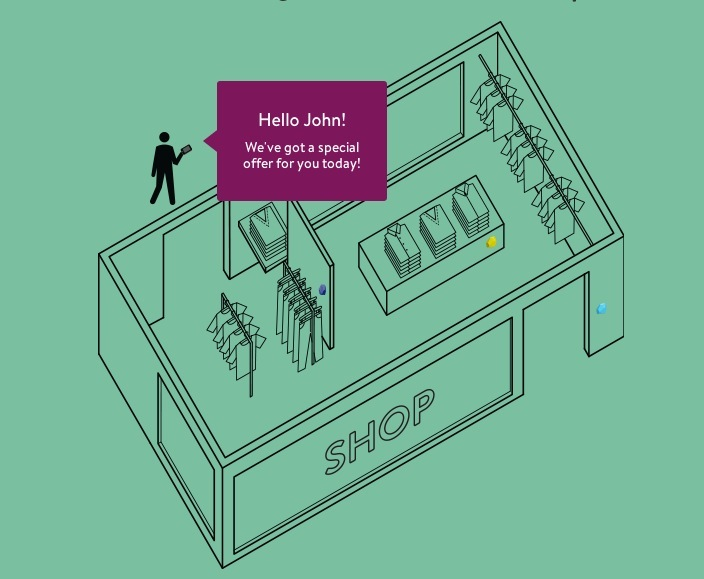 Hello John!
We've got a special
offer for you today!
SHOP